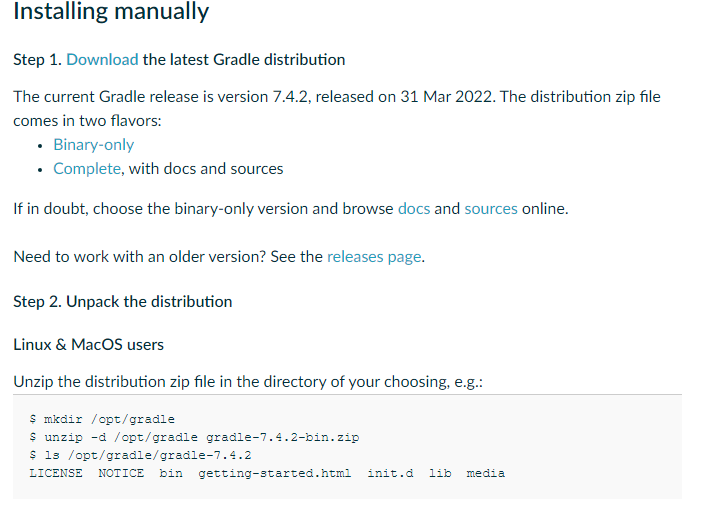 Installing manually
Step 1. Download the latest Gradle distribution
The current Gradle release is version 7.4.2, released on 31 Mar 2022. The distribution zip file
comes in two flavors:
• Binary-only
• Complete, with docs and sources
If in doubt, choose the binary-only version and browse docs and sources online.
Need to work with an older version? See the releases page.
Step 2. Unpack the distribution
Linux & MacOS users
Unzip the distribution zip file in the directory of your choosing, e.g.:
$ mkdir /opt/gradle
$ unzip -d /opt/gradle gradle-7.4.2-bin.zip
$ ls /opt/gradle/gradle-7.4.2
LICENSE  NOTICE  bin  getting-started.html  init.d  lib  media